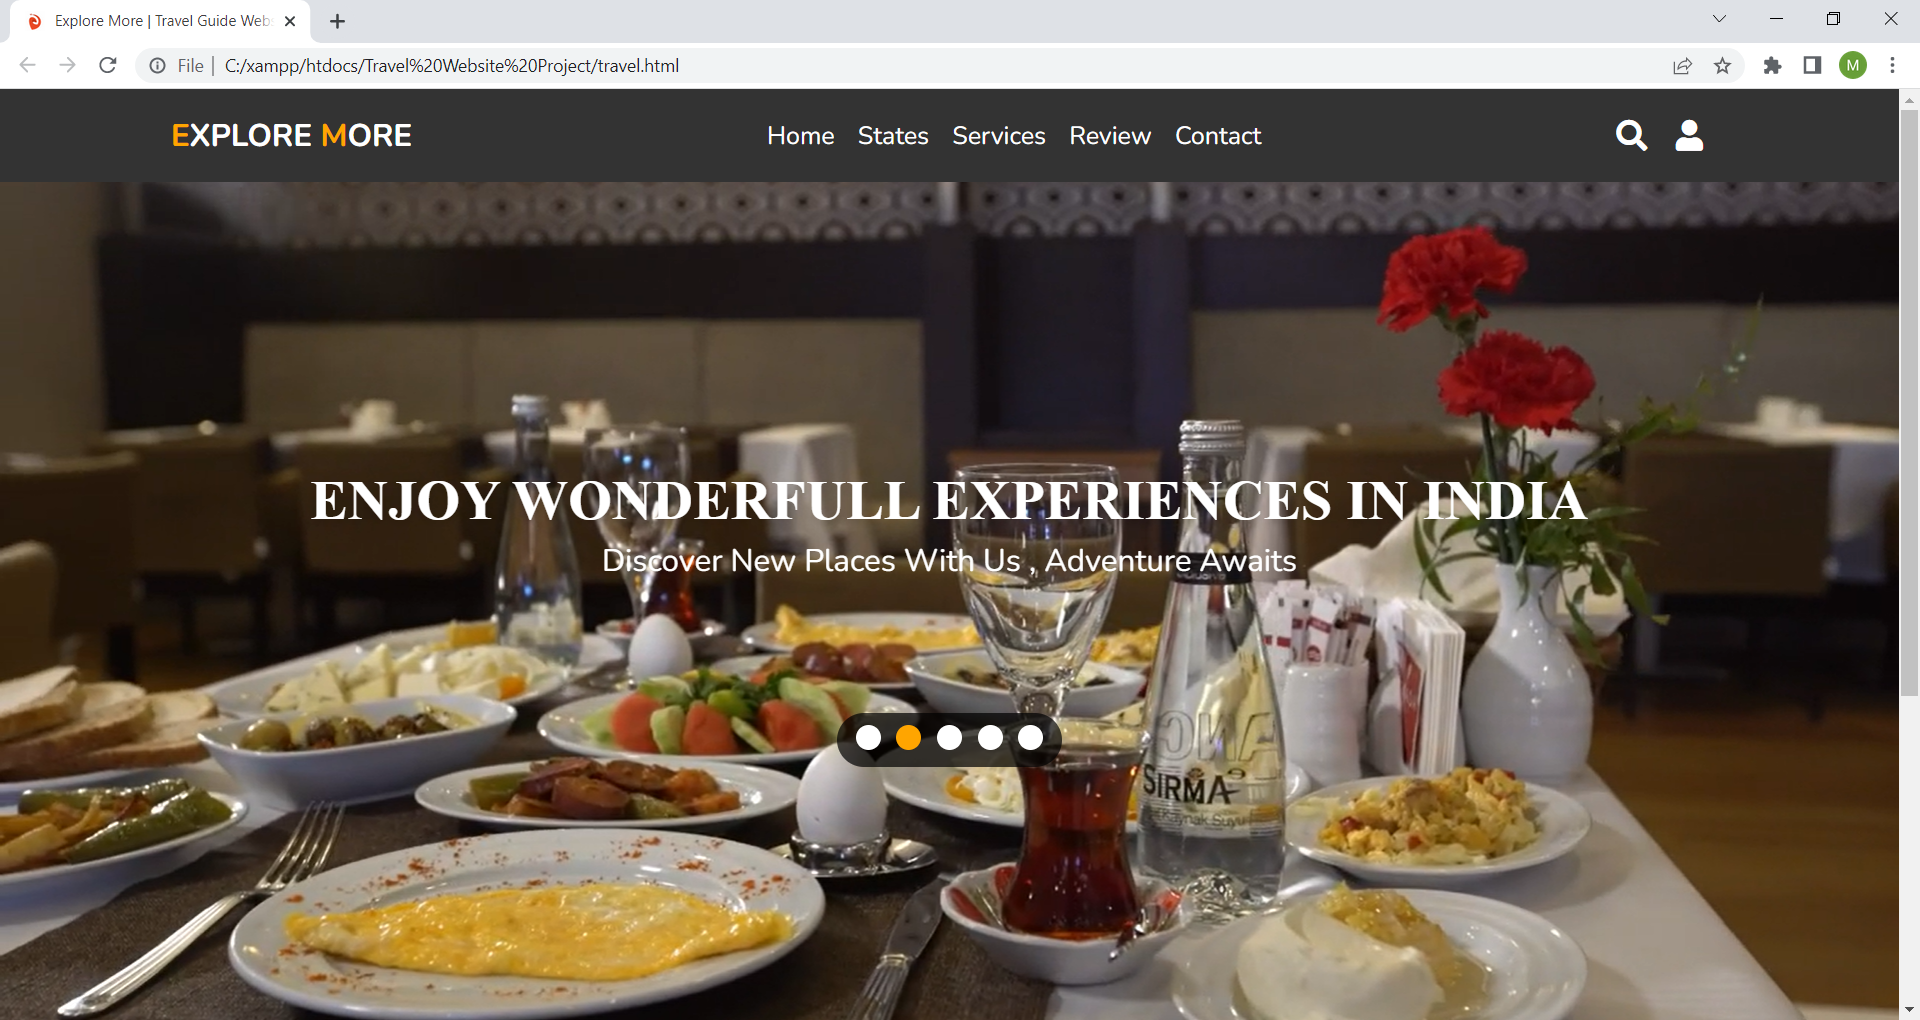 Explore More | Travel Guide Web
File | C:/xampp/htdocs/Travel%20Website%20Project/travel.html
M
EXPLORE MORE
Home States Services Review Contact
ENJOY WONDERFULL EXPERIENCES IN INDIA
Discover New Places With Us , Adventure Awaits
SIRMA